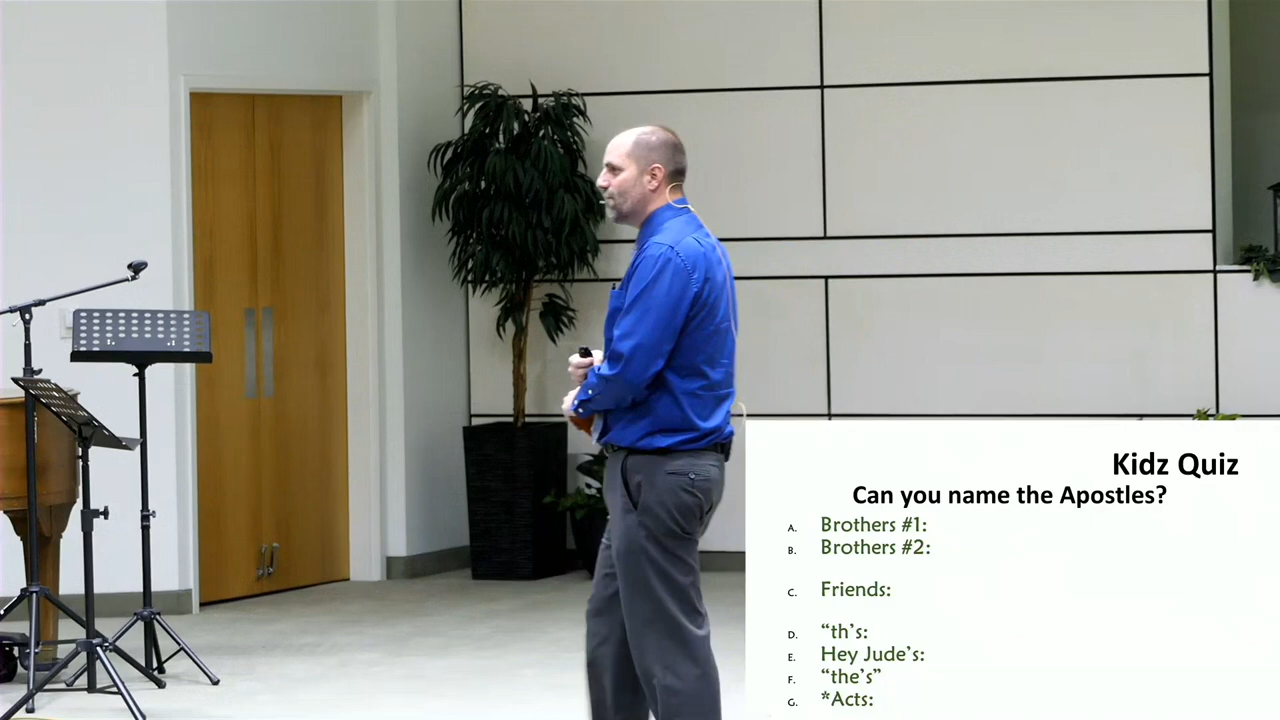 Kidz Quiz
Can you name the Apostles?
A. Brothers #1:
B. Brothers #2:
C. Friends:
D. “th’s:
E. Hey Jude’s:
F. “the’s”
G. *Acts: